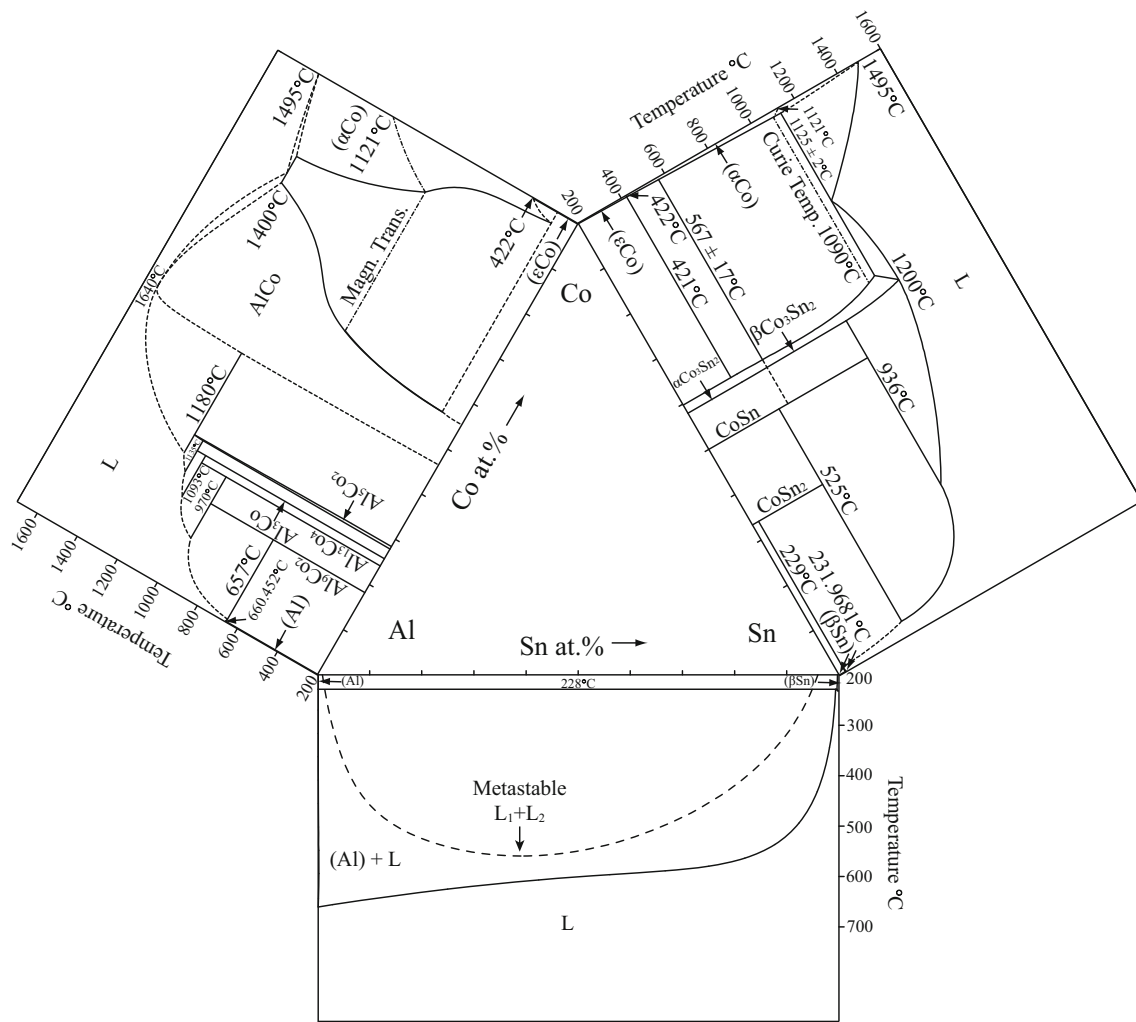 1495°C
(αCo)
1121°C
1400°C
Magn. Trans.
422°C
(εCo)
1640°C
AlCo
1180°C
L
1093°C
970°C
Al₅Co₂
Al₃Co
Al₁₃Co₄
Al₉Co₂
657°C
660.452°C
(Al)
1600
1400
1200
1000
800
600
400
200
Temperature °C
Temperature °C
200
400
600
800
1000
1200
1400
1600
1495°C
1121°C
1125 ± 2°C
(αCo)
Curie Temp. 1090°C
(εCo)
422°C
421°C
567 ± 17°C
1200°C
L
βCo₃Sn₂
αCo₃Sn₂
936°C
CoSn
CoSn₂
525°C
231.9681°C
229°C
(βSn)
Co
Co at.%
Al
Sn
Sn at.%
(Al)
228°C
(βSn)
200
300
400
500
600
700
Temperature °C
Metastable
L₁+L₂
(Al) + L
L